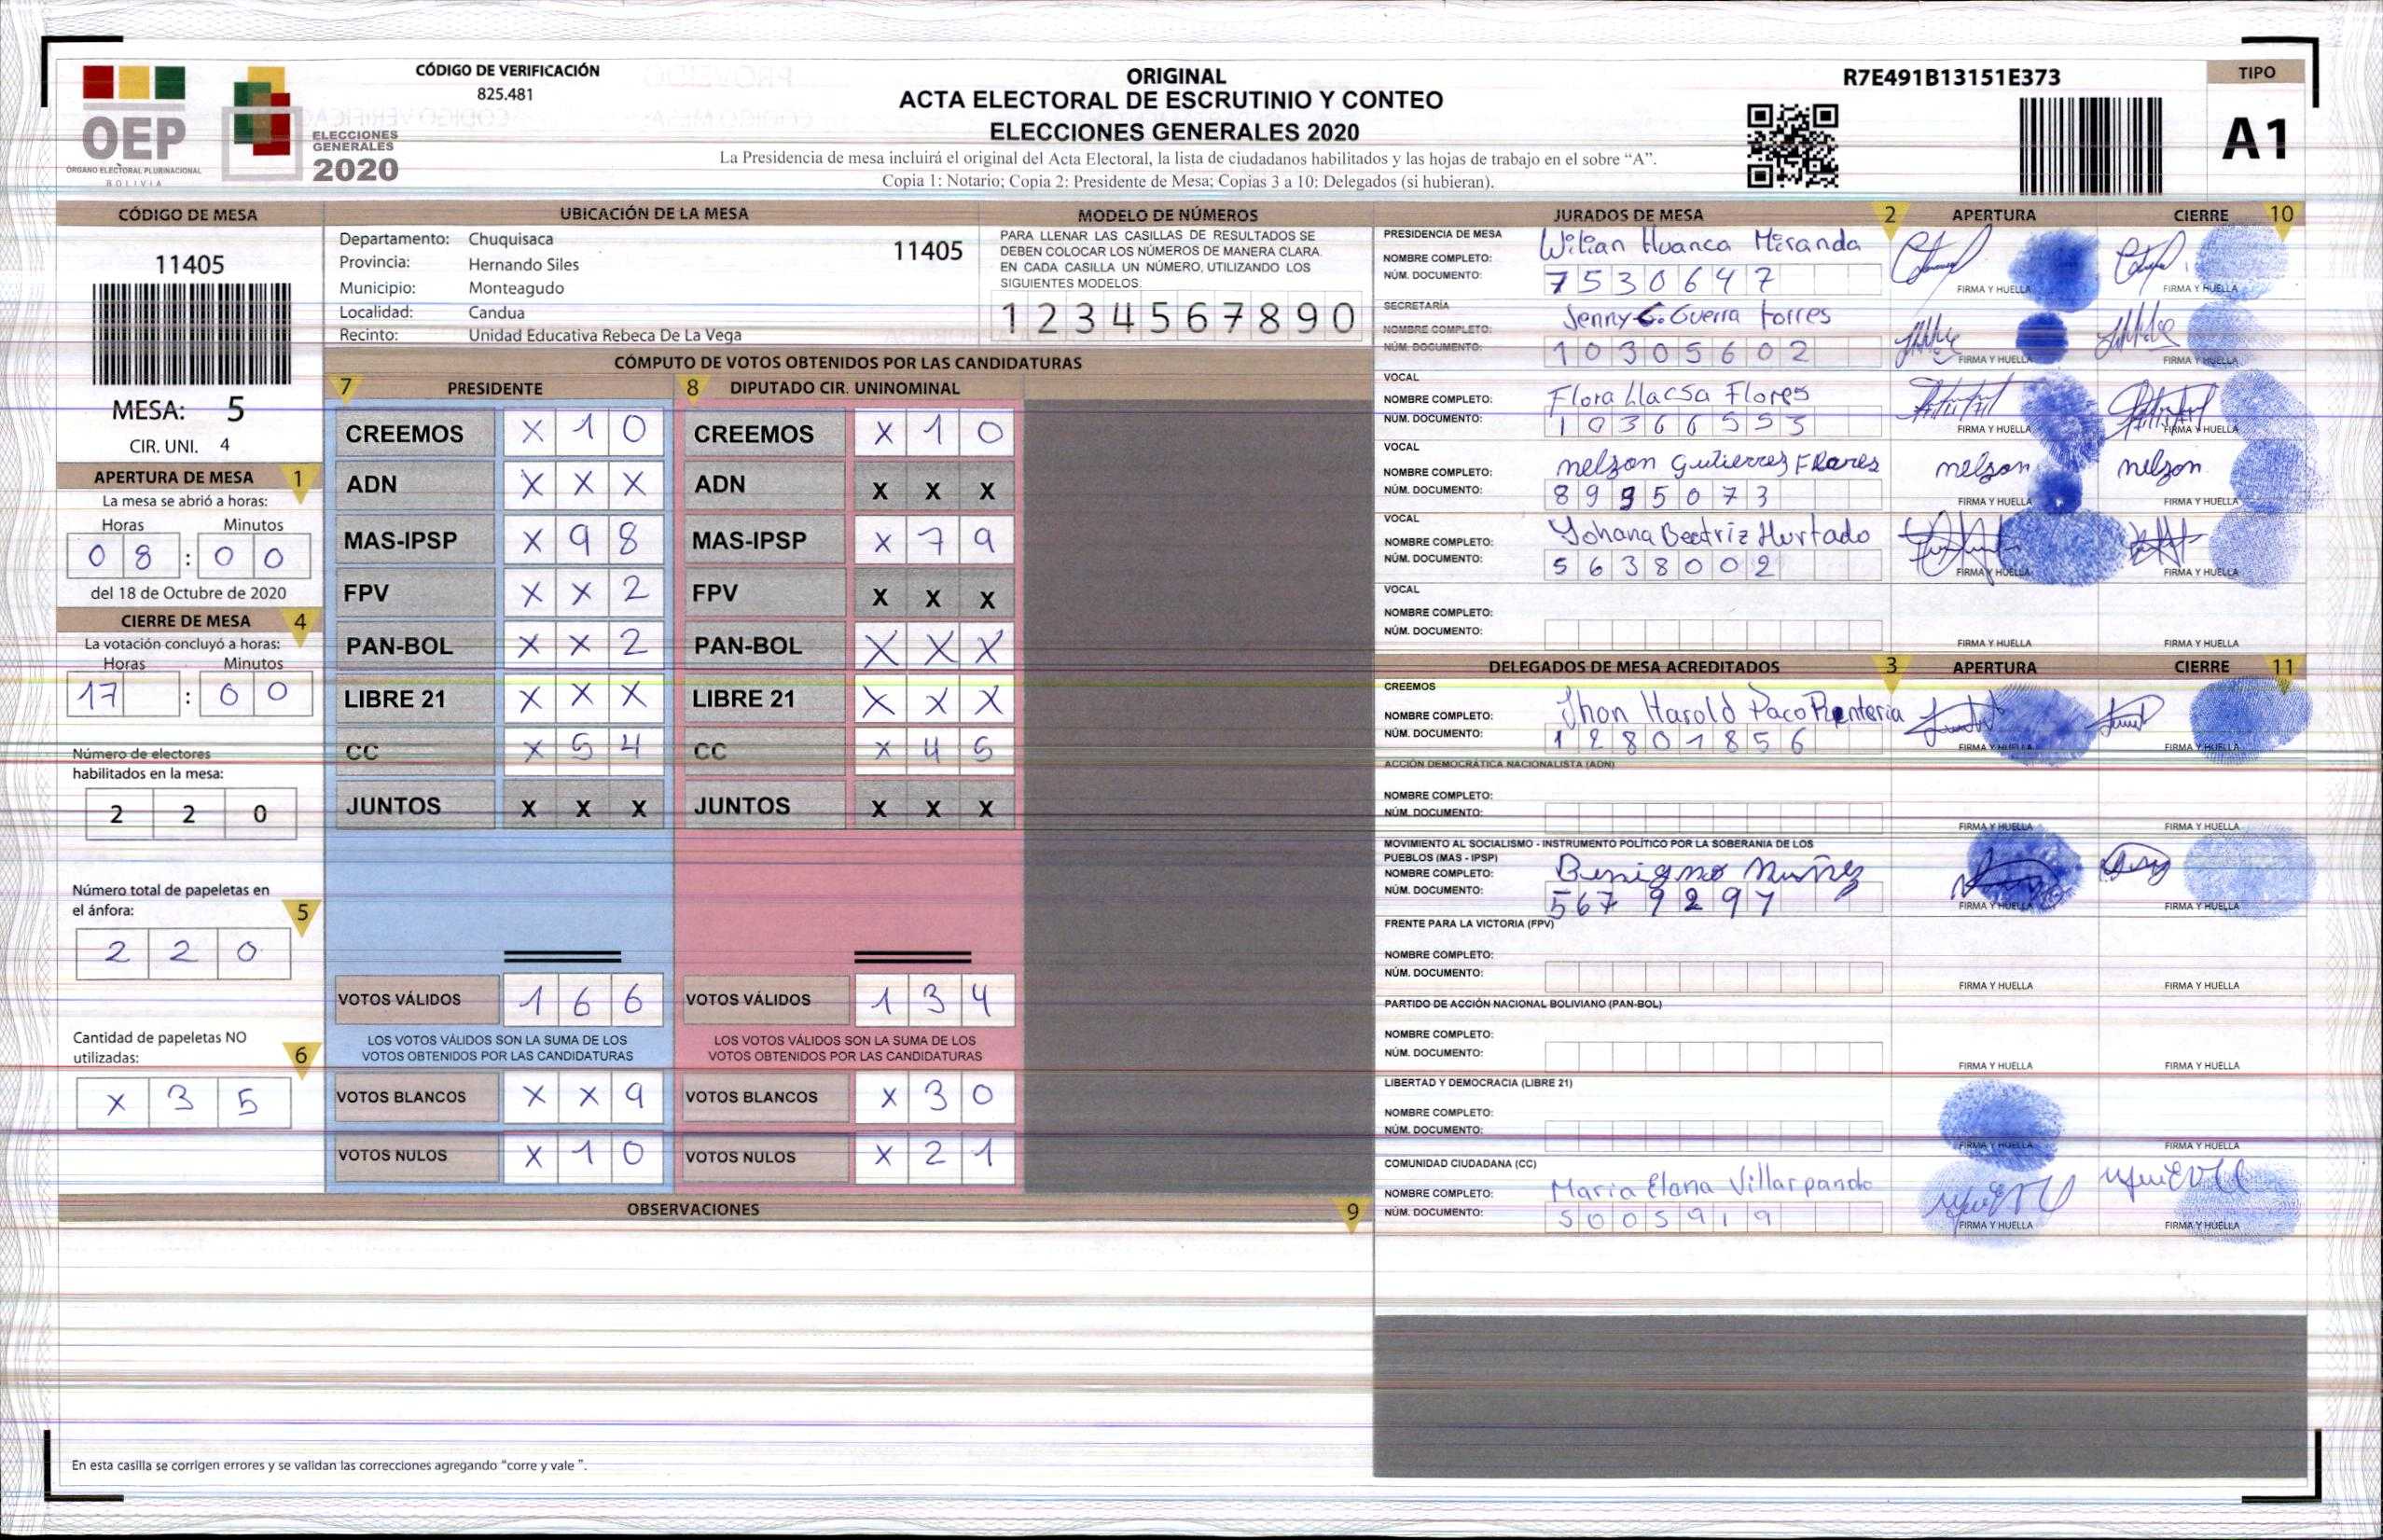 CÓDIGO DE VERIFICACIÓN
825.481
OEP
ÓRGANO ELECTORAL PLURINACIONAL
BOLIVIA
ELECCIONES
GENERALES
2020
ORIGINAL
ACTA ELECTORAL DE ESCRUTINIO Y CONTEO
ELECCIONES GENERALES 2020
La Presidencia de mesa incluirá el original del Acta Electoral, la lista de ciudadanos habilitados y las hojas de trabajo en el sobre “A”.
Copia 1: Notario; Copia 2: Presidente de Mesa; Copias 3 a 10: Delegados (si hubieran).
R7E491B13151E373
TIPO
A1
CÓDIGO DE MESA
11405
MESA: 5
CIR. UNI. 4
APERTURA DE MESA 1
La mesa se abrió a horas:
Horas Minutos
0 8 : 0 0
del 18 de Octubre de 2020
CIERRE DE MESA 4
La votación concluyó a horas:
Horas Minutos
17 : 0 0
Número de electores
habilitados en la mesa:
2 2 0
Número total de papeletas en
el ánfora: 5
2 2 0
Cantidad de papeletas NO
utilizadas: 6
X 3 5
UBICACIÓN DE LA MESA
Departamento: Chuquisaca 11405
Provincia: Hernando Siles
Municipio: Monteagudo
Localidad: Candua
Recinto: Unidad Educativa Rebeca De La Vega
MODELO DE NÚMEROS
PARA LLENAR LAS CASILLAS DE RESULTADOS SE
DEBEN COLOCAR LOS NÚMEROS DE MANERA CLARA
EN CADA CASILLA UN NÚMERO, UTILIZANDO LOS
SIGUIENTES MODELOS:
1 2 3 4 5 6 7 8 9 0
CÓMPUTO DE VOTOS OBTENIDOS POR LAS CANDIDATURAS
7 PRESIDENTE 8 DIPUTADO CIR. UNINOMINAL
CREEMOS X 1 0 CREEMOS X 1 0
ADN X X X ADN X X X
MAS-IPSP X 9 8 MAS-IPSP X 7 9
FPV X X 2 FPV X X X
PAN-BOL X X 2 PAN-BOL X X X
LIBRE 21 X X X LIBRE 21 X X X
CC X 5 4 CC X 4 5
JUNTOS X X X JUNTOS X X X
VOTOS VÁLIDOS 1 6 6 VOTOS VÁLIDOS 1 3 4
LOS VOTOS VÁLIDOS SON LA SUMA DE LOS LOS VOTOS VÁLIDOS SON LA SUMA DE LOS
VOTOS OBTENIDOS POR LAS CANDIDATURAS VOTOS OBTENIDOS POR LAS CANDIDATURAS
VOTOS BLANCOS X X 9 VOTOS BLANCOS X 3 0
VOTOS NULOS X 1 0 VOTOS NULOS X 2 1
OBSERVACIONES 9
En esta casilla se corrigen errores y se validan las correcciones agregando “corre y vale ”.
JURADOS DE MESA 2 APERTURA CIERRE 10
PRESIDENCIA DE MESA
NOMBRE COMPLETO: Wilian Huanca Miranda
NÚM. DOCUMENTO: 7 5 3 0 6 4 7
FIRMA Y HUELLA FIRMA Y HUELLA
SECRETARÍA
NOMBRE COMPLETO: Jenny G. Guerra torres
NÚM. DOCUMENTO: 1 0 3 0 5 6 0 2
FIRMA Y HUELLA FIRMA Y HUELLA
VOCAL
NOMBRE COMPLETO: Flora Llacsa Flores
NÚM. DOCUMENTO: 1 0 3 6 6 5 5 3
FIRMA Y HUELLA FIRMA Y HUELLA
VOCAL
NOMBRE COMPLETO: nelson Gutierres Flores nelson nelson
NÚM. DOCUMENTO: 8 9 9 5 0 7 3
FIRMA Y HUELLA FIRMA Y HUELLA
VOCAL
NOMBRE COMPLETO: Yohana Beatriz Hurtado
NÚM. DOCUMENTO: 5 6 3 8 0 0 2
FIRMA Y HUELLA FIRMA Y HUELLA
VOCAL
NOMBRE COMPLETO:
NÚM. DOCUMENTO:
FIRMA Y HUELLA FIRMA Y HUELLA
DELEGADOS DE MESA ACREDITADOS 3 APERTURA CIERRE 11
CREEMOS
NOMBRE COMPLETO: Jhon Harold Paco Renteria
NÚM. DOCUMENTO: 1 2 8 0 1 8 5 6
FIRMA Y HUELLA FIRMA Y HUELLA
ACCIÓN DEMOCRÁTICA NACIONALISTA (ADN)
NOMBRE COMPLETO:
NÚM. DOCUMENTO:
FIRMA Y HUELLA FIRMA Y HUELLA
MOVIMIENTO AL SOCIALISMO - INSTRUMENTO POLÍTICO POR LA SOBERANIA DE LOS
PUEBLOS (MAS - IPSP)
NOMBRE COMPLETO: Benigno Nuñez
NÚM. DOCUMENTO: 5 6 7 9 2 9 7
FIRMA Y HUELLA FIRMA Y HUELLA
FRENTE PARA LA VICTORIA (FPV)
NOMBRE COMPLETO:
NÚM. DOCUMENTO:
FIRMA Y HUELLA FIRMA Y HUELLA
PARTIDO DE ACCIÓN NACIONAL BOLIVIANO (PAN-BOL)
NOMBRE COMPLETO:
NÚM. DOCUMENTO:
FIRMA Y HUELLA FIRMA Y HUELLA
LIBERTAD Y DEMOCRACIA (LIBRE 21)
NOMBRE COMPLETO:
NÚM. DOCUMENTO:
FIRMA Y HUELLA FIRMA Y HUELLA
COMUNIDAD CIUDADANA (CC)
NOMBRE COMPLETO: Maria Elena Villarpando
NÚM. DOCUMENTO: 5 0 0 5 9 1 9
FIRMA Y HUELLA FIRMA Y HUELLA